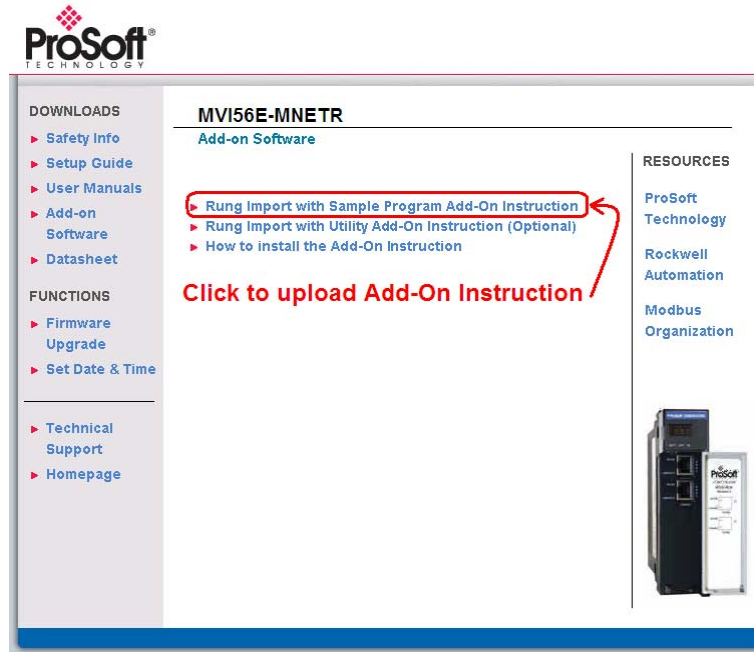 ProSoft®
TECHNOLOGY
DOWNLOADS
Safety Info
Setup Guide
User Manuals
Add-on
Software
Datasheet
FUNCTIONS
Firmware
Upgrade
Set Date & Time
Technical
Support
Homepage
MVI56E-MNETR
Add-on Software
Rung Import with Sample Program Add-On Instruction
Rung Import with Utility Add-On Instruction (Optional)
How to install the Add-On Instruction
Click to upload Add-On Instruction
RESOURCES
ProSoft
Technology
Rockwell
Automation
Modbus
Organization
ProSoft